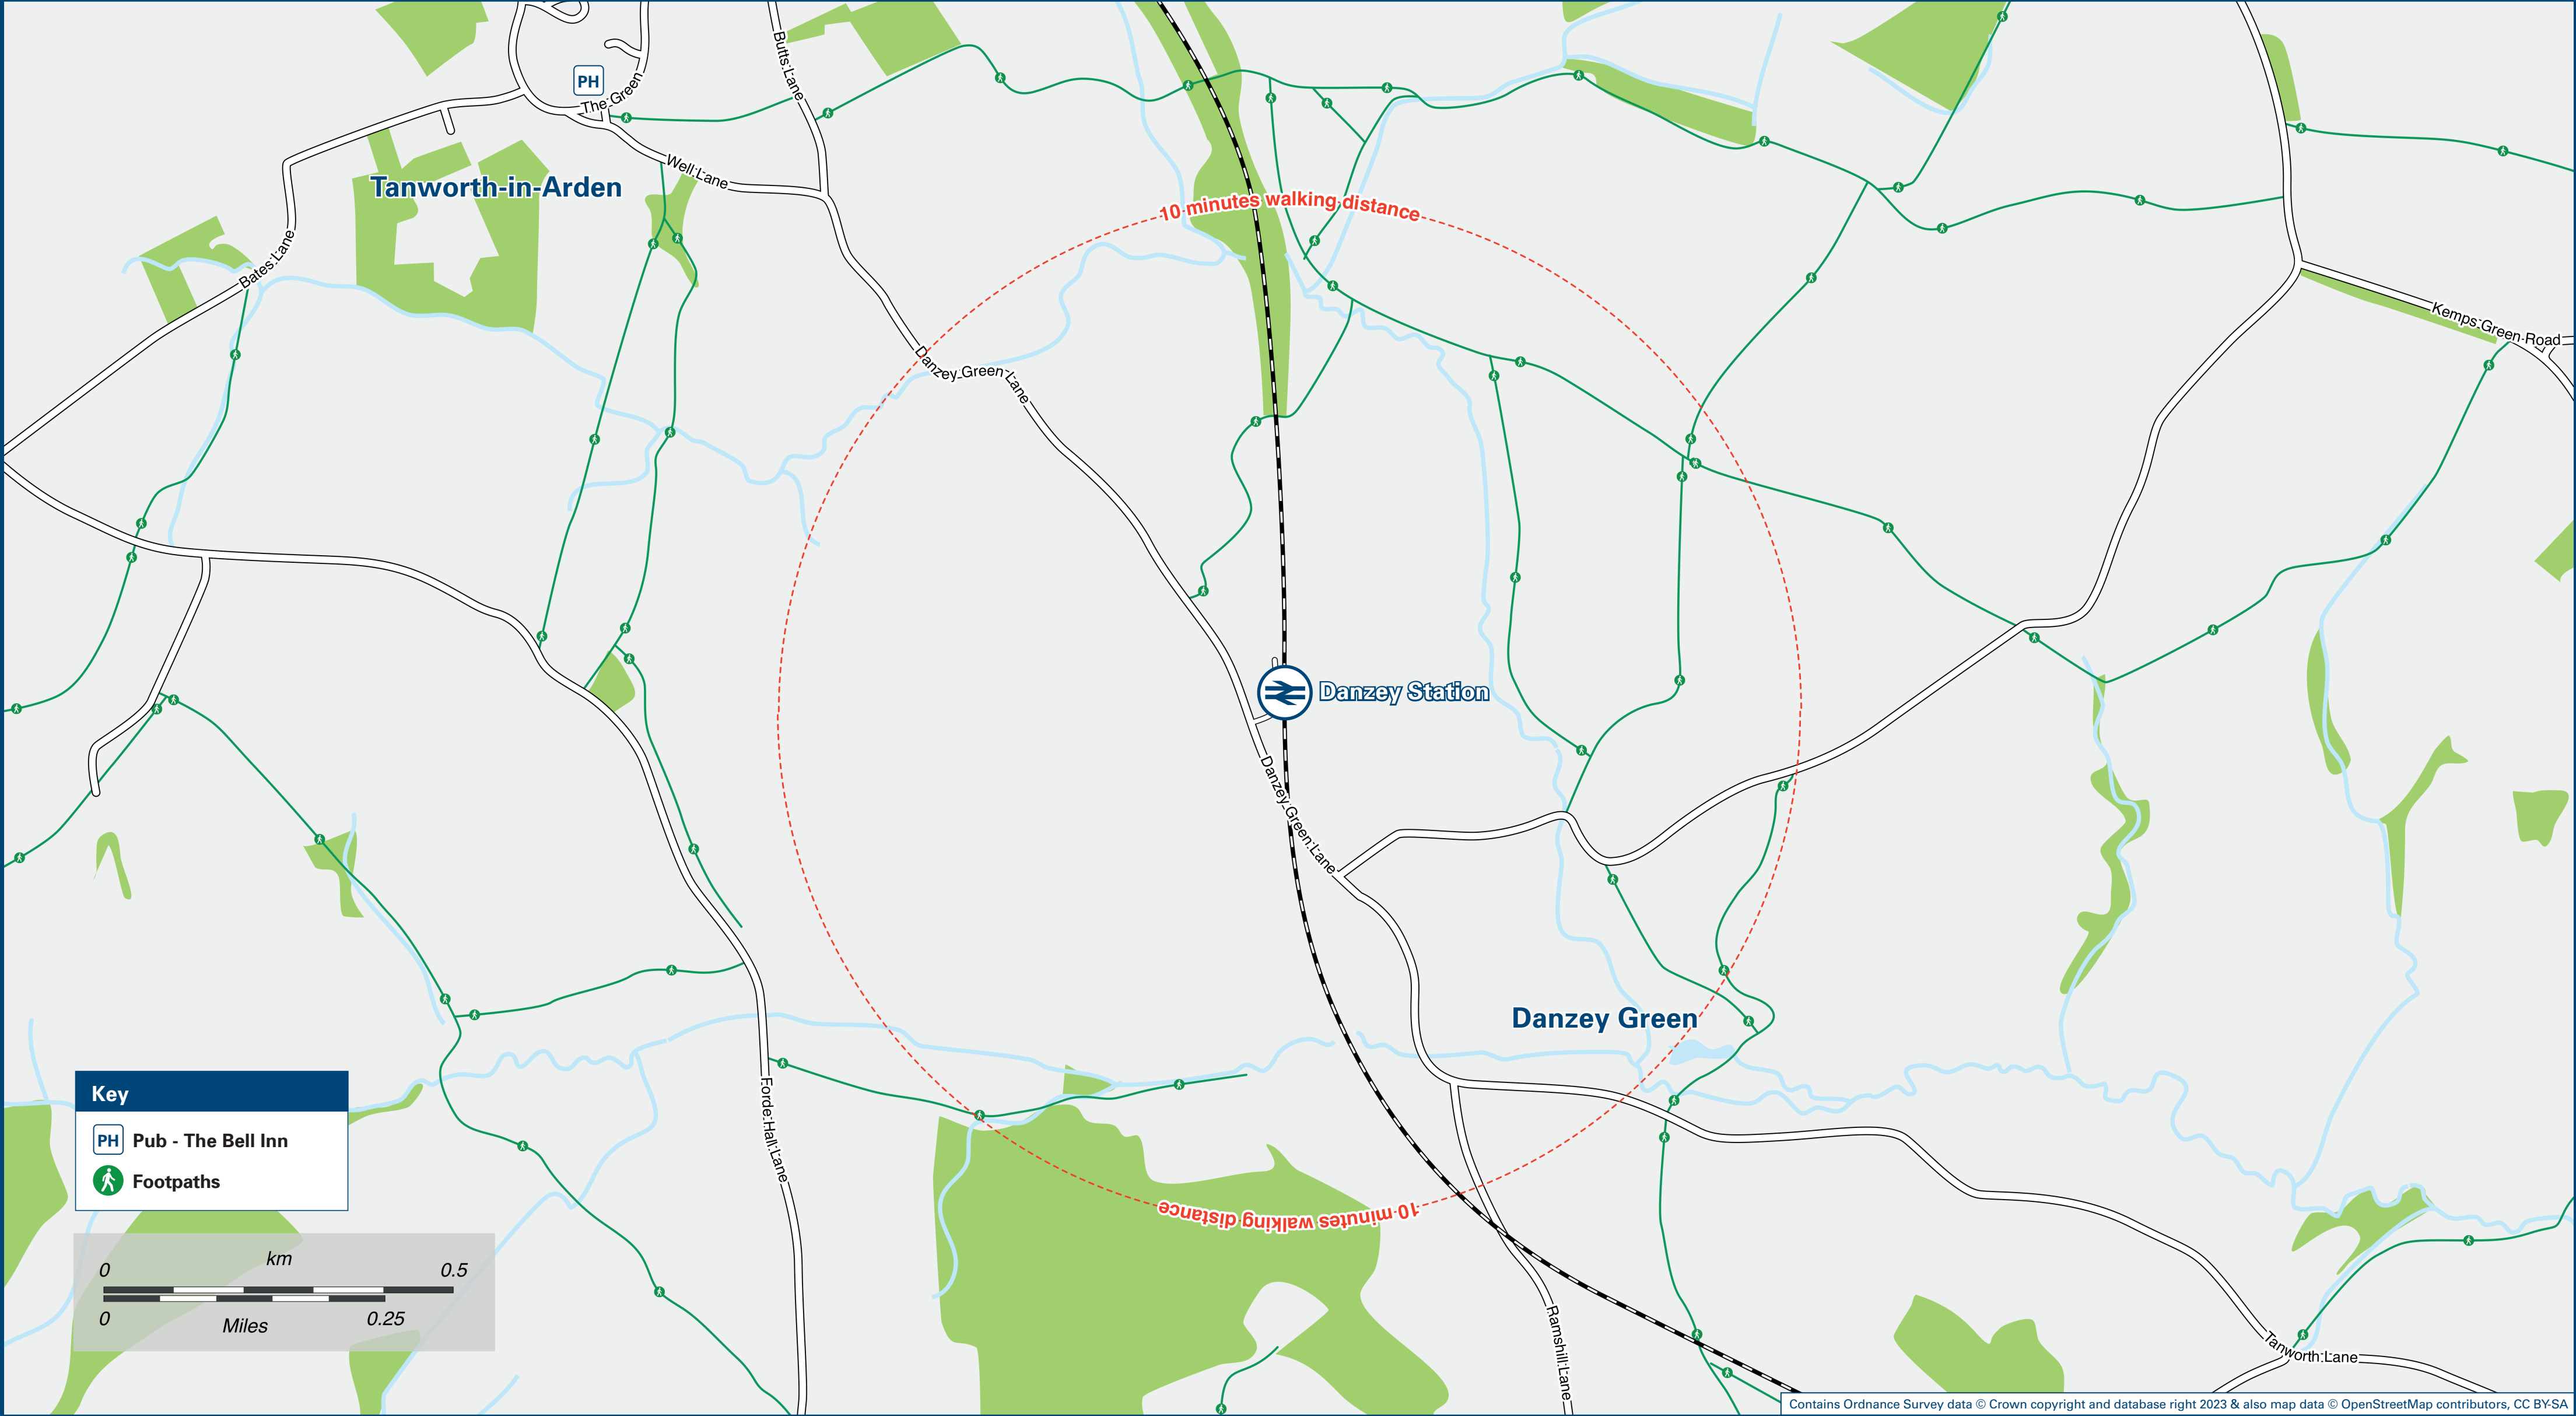 Butts Lane
PH
The Green
Well Lane
Tanworth-in-Arden
10 minutes walking distance
Bates Lane
Kemps Green Road
Danzey Green Lane
Danzey Station
Danzey Green Lane
Danzey Green
Forde Hall Lane
Key
PH Pub - The Bell Inn
Footpaths
10 minutes walking distance
km
0 0.5
0 0.25
Miles
Ramshill Lane
Tanworth Lane
Contains Ordnance Survey data © Crown copyright and database right 2023 & also map data © OpenStreetMap contributors, CC BY-SA